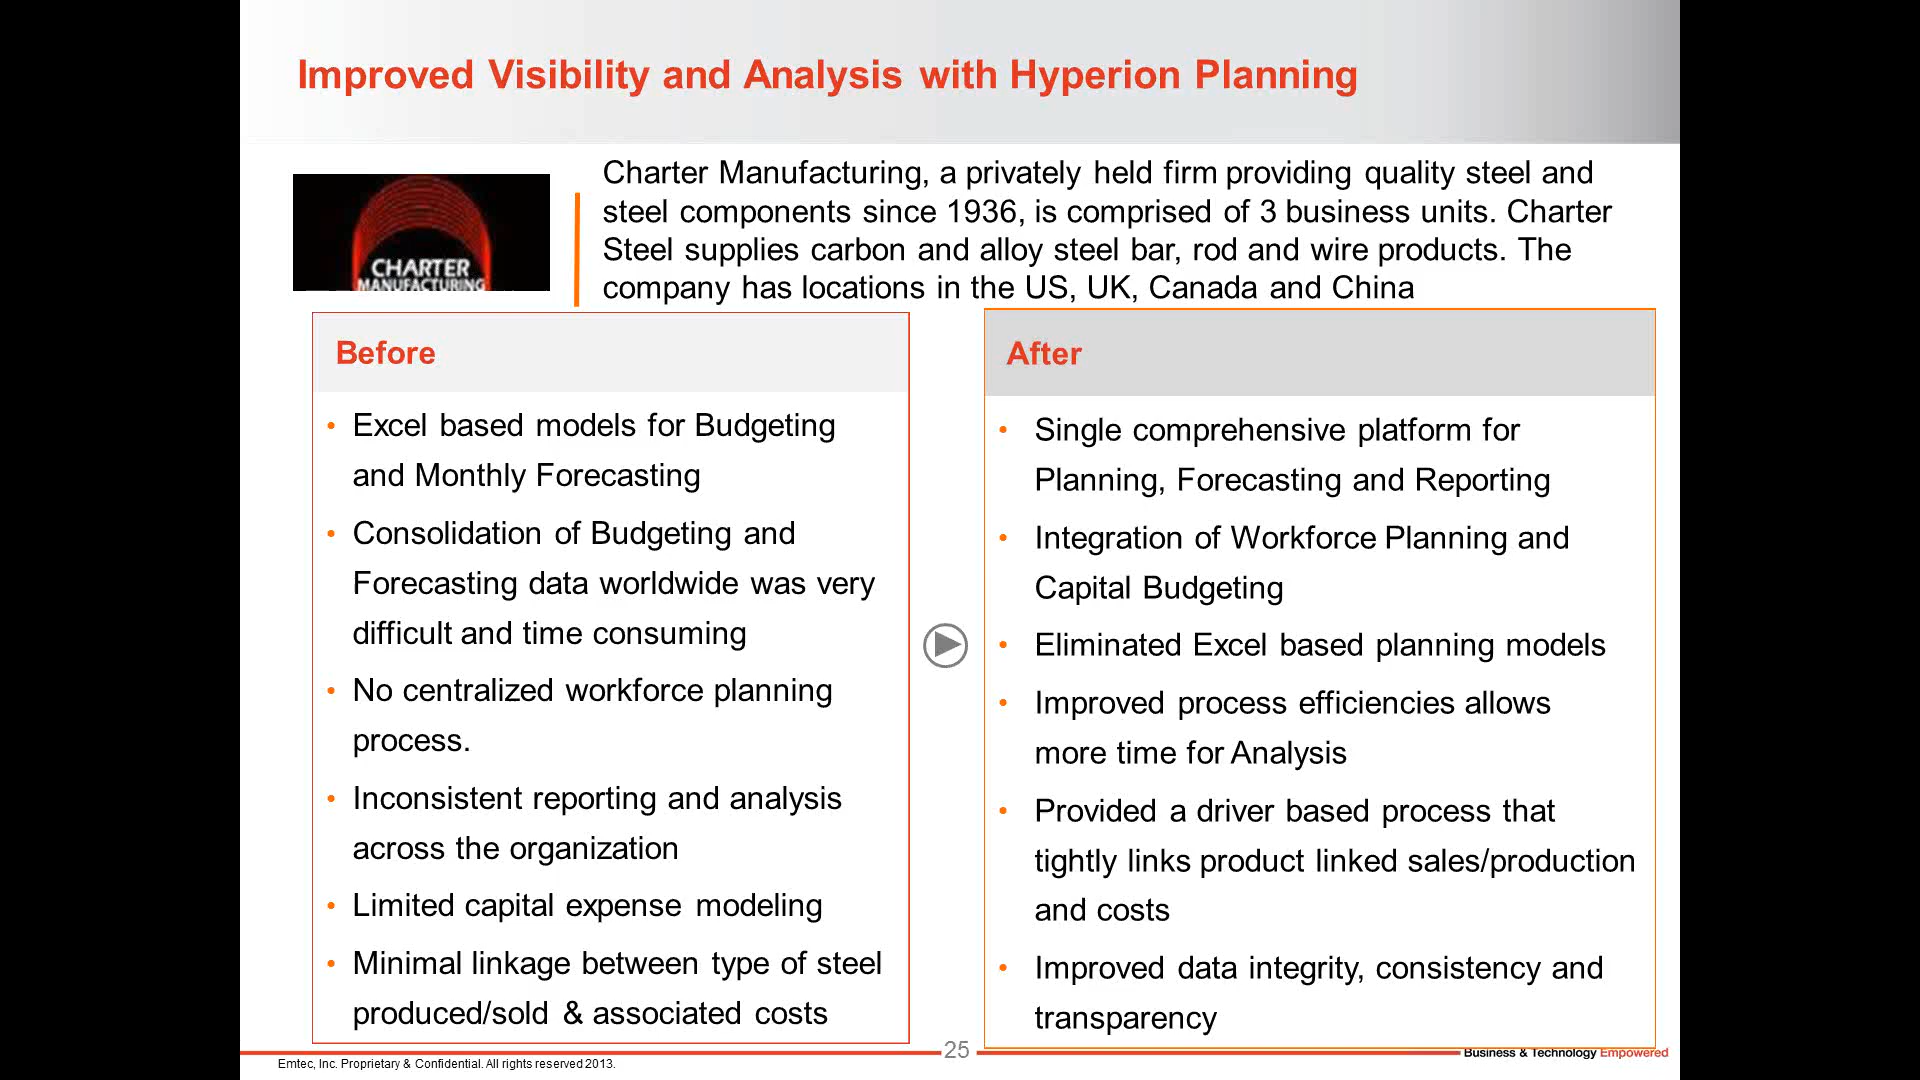 Improved Visibility and Analysis with Hyperion Planning
CHARTER
MANUFACTURING
Charter Manufacturing, a privately held firm providing quality steel and
steel components since 1936, is comprised of 3 business units. Charter
Steel supplies carbon and alloy steel bar, rod and wire products. The
company has locations in the US, UK, Canada and China
Before
• Excel based models for Budgeting
and Monthly Forecasting
• Consolidation of Budgeting and
Forecasting data worldwide was very
difficult and time consuming
• No centralized workforce planning
process.
• Inconsistent reporting and analysis
across the organization
• Limited capital expense modeling
• Minimal linkage between type of steel
produced/sold & associated costs
After
• Single comprehensive platform for
Planning, Forecasting and Reporting
• Integration of Workforce Planning and
Capital Budgeting
• Eliminated Excel based planning models
• Improved process efficiencies allows
more time for Analysis
• Provided a driver based process that
tightly links product linked sales/production
and costs
• Improved data integrity, consistency and
transparency
25
Business & Technology Empowered
Emtec, Inc. Proprietary & Confidential. All rights reserved 2013.